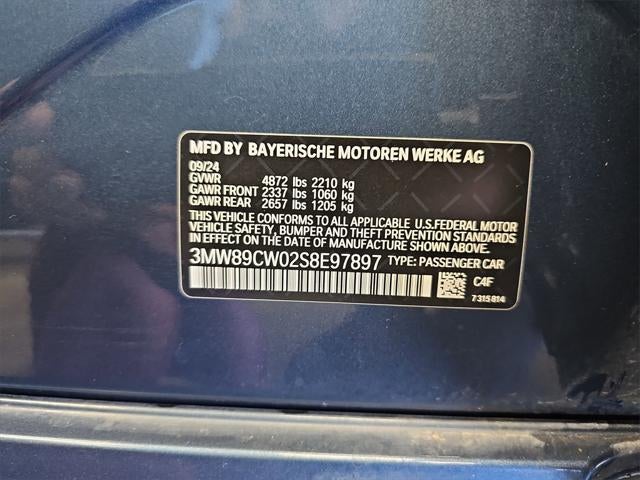 MFD BY BAYERISCHE MOTOREN WERKE AG
09/24
GVWR 4872 lbs 2210 kg
GAWR FRONT 2337 lbs 1060 kg
GAWR REAR 2657 lbs 1205 kg
THIS VEHICLE CONFORMS TO ALL APPLICABLE U.S.FEDERAL MOTOR
VEHICLE SAFETY, BUMPER AND THEFT PREVENTION STANDARDS
IN EFFECT ON THE DATE OF MANUFACTURE SHOWN ABOVE.
3MW89CW02S8E97897 TYPE: PASSENGER CAR
C4F
7315814